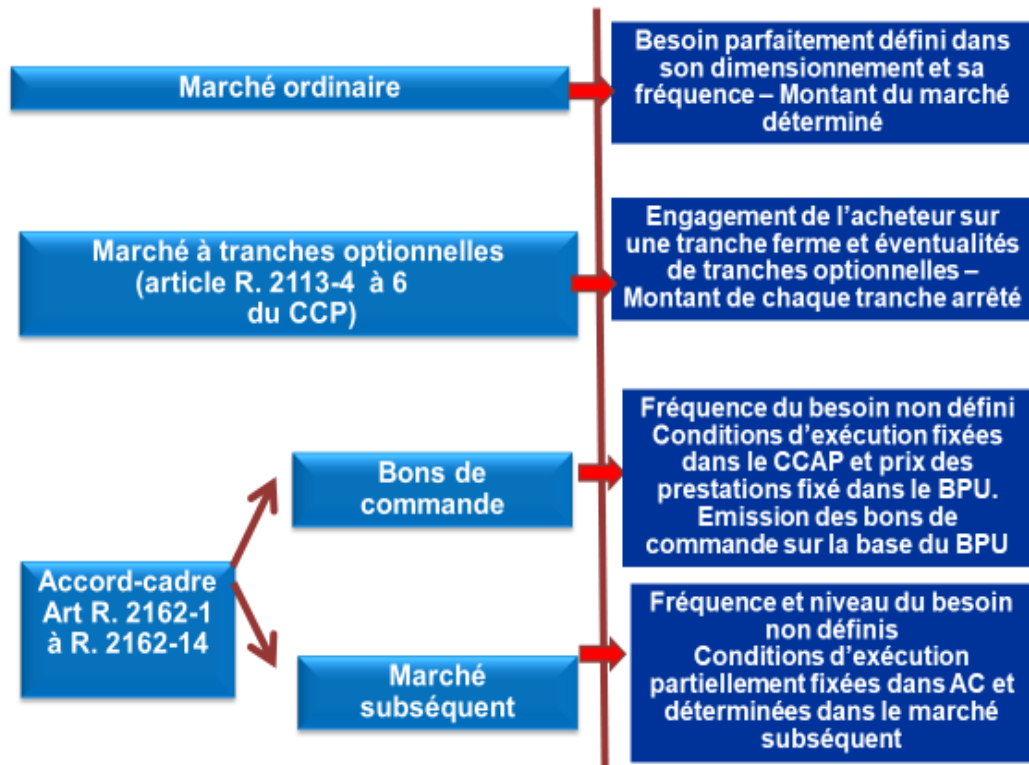 Marché ordinaire
Besoin parfaitement défini dans
son dimensionnement et sa
fréquence – Montant du marché
déterminé
Marché à tranches optionnelles
(article R. 2113-4 à 6
du CCP)
Engagement de l’acheteur sur
une tranche ferme et éventualités
de tranches optionnelles –
Montant de chaque tranche arrêté
Accord-cadre
Art R. 2162-1
à R. 2162-14
Bons de
commande
Fréquence du besoin non défini
Conditions d’exécution fixées
dans le CCAP et prix des
prestations fixé dans le BPU.
Emission des bons de
commande sur la base du BPU
Marché
subséquent
Fréquence et niveau du besoin
non définis
Conditions d’exécution
partiellement fixées dans AC et
déterminées dans le marché
subséquent